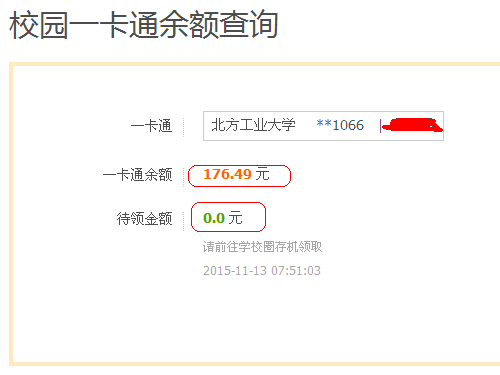 校园一卡通余额查询
一卡通 北方工业大学 **1066 |
一卡通余额 176.49 元
待领金额 0.0 元
请前往学校圈存机领取
2015-11-13 07:51:03